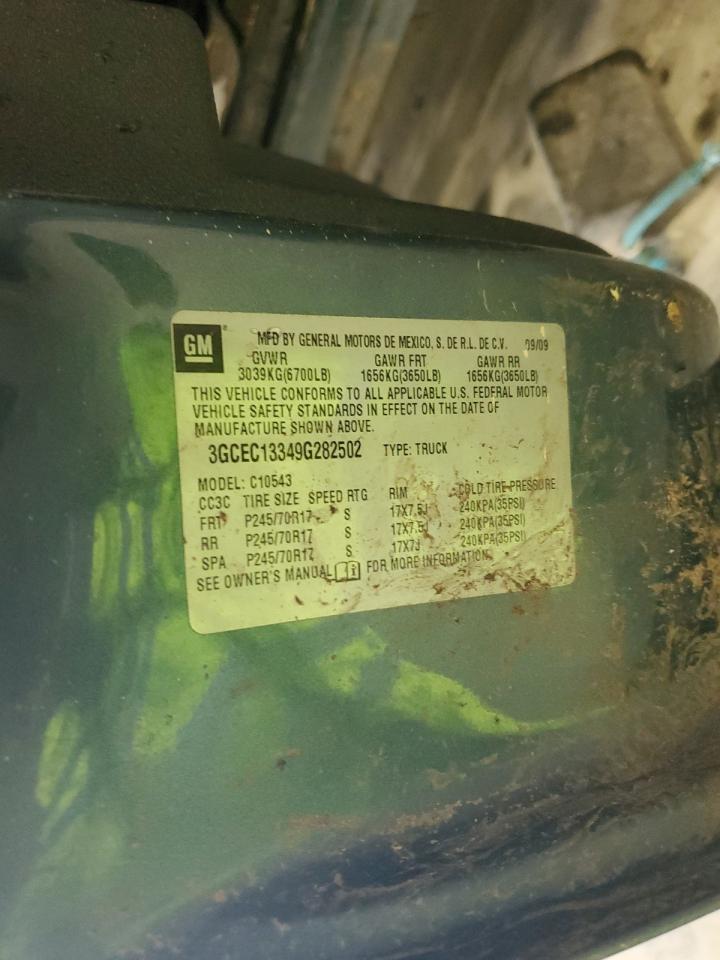 GM ® MFD BY GENERAL MOTORS DE MEXICO, S. DE R.L. DE C.V. 09/09
GVWR GAWR FRT GAWR RR
3039KG(6700LB) 1656KG(3650LB) 1656KG(3650LB)
THIS VEHICLE CONFORMS TO ALL APPLICABLE U.S. FEDERAL MOTOR
VEHICLE SAFETY STANDARDS IN EFFECT ON THE DATE OF
MANUFACTURE SHOWN ABOVE.
3GCEC13349G282502 TYPE: TRUCK
MODEL: C10543
CC3C TIRE SIZE SPEED RTG RIM COLD TIRE PRESSURE
FRT P245/70R17 S 17X7.5J 240KPA(35PSI)
RR P245/70R17 S 17X7.5J 240KPA(35PSI)
SPA P245/70R17 S 17X7J 240KPA(35PSI)
SEE OWNER'S MANUAL FOR MORE INFORMATION